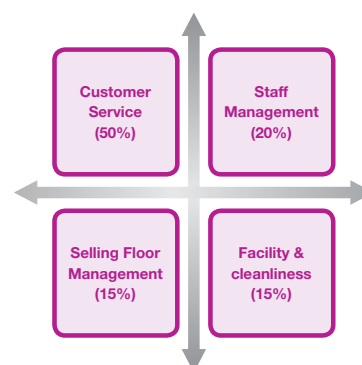 Customer
Service
(50%)
Staff
Management
(20%)
Selling Floor
Management
(15%)
Facility &
cleanliness
(15%)